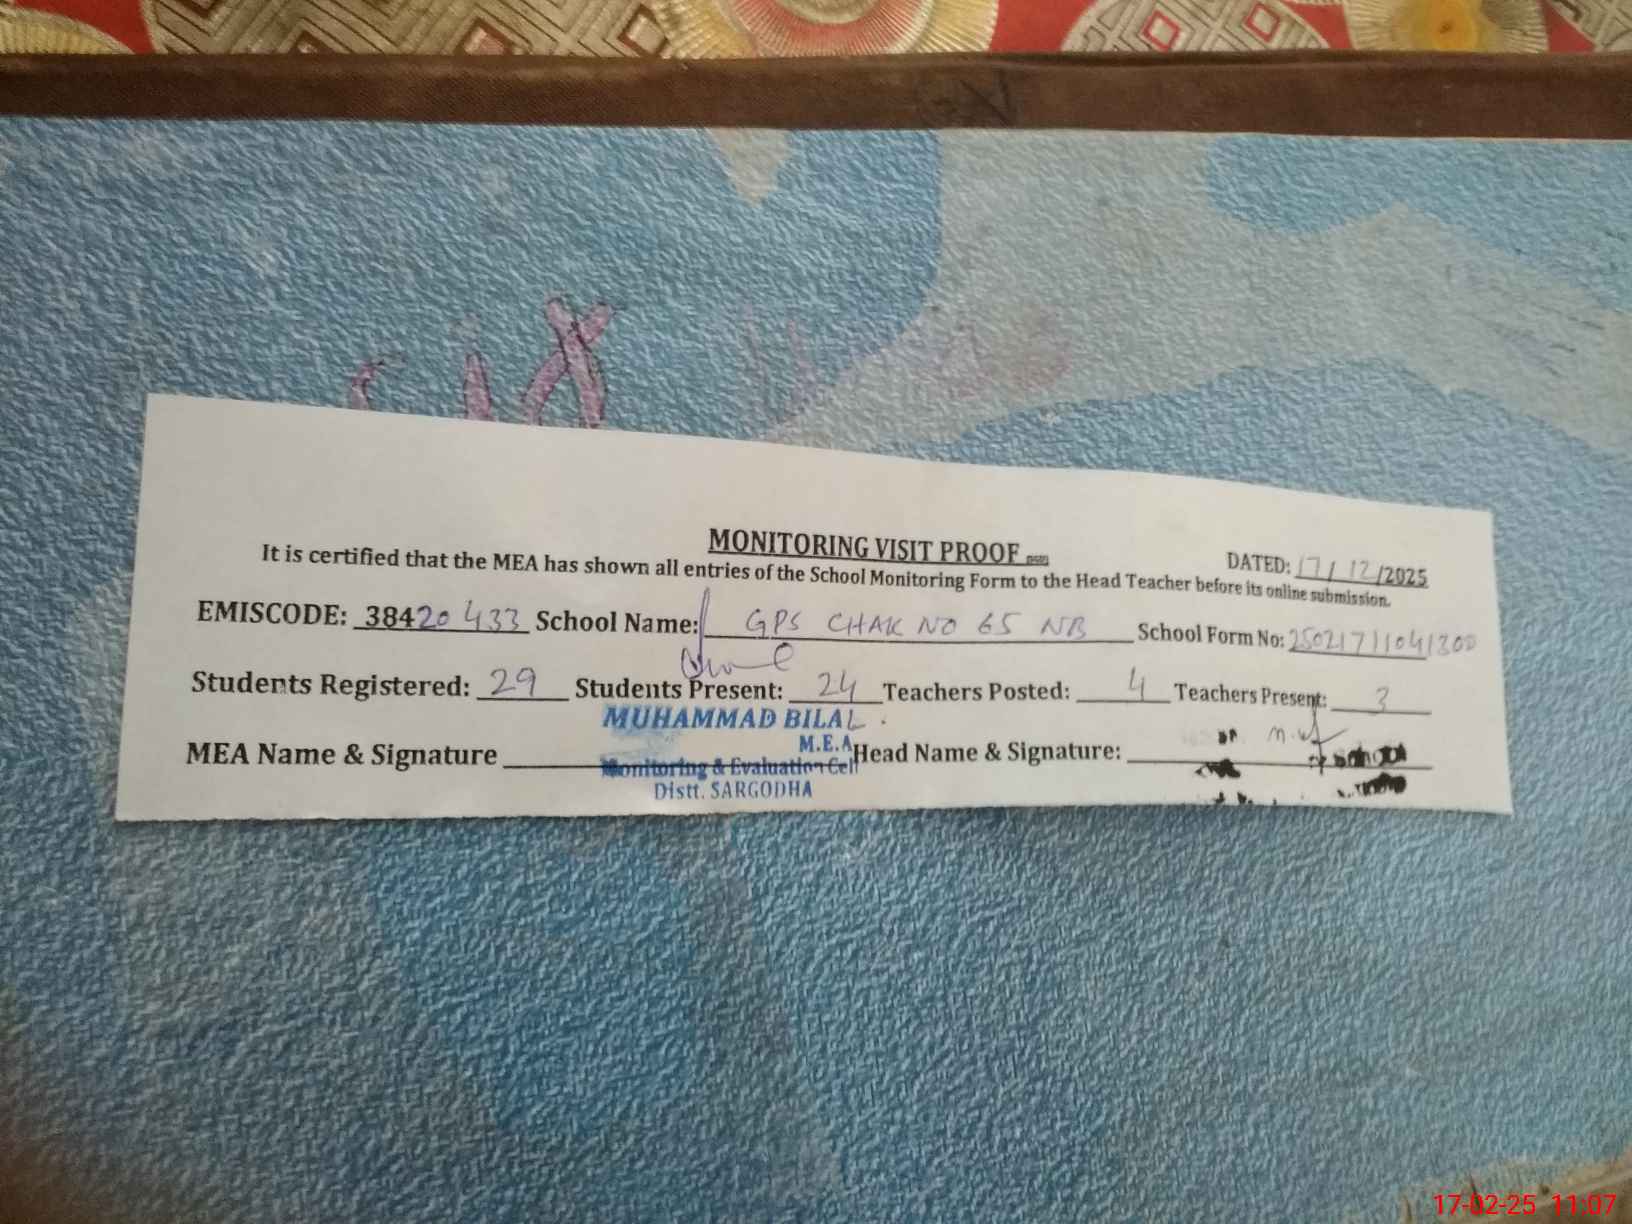 MONITORING VISIT PROOF
DATED: 17/12/2025
It is certified that the MEA has shown all entries of the School Monitoring Form to the Head Teacher before its online submission.
EMISCODE: 38420433 School Name: GPS CHAK NO 65 NB School Form No: 25021711041300
Students Registered: 29 Students Present: 24 Teachers Posted: 4 Teachers Present: 3
MUHAMMAD BILAL
M.E.A
MEA Name & Signature Head Name & Signature:
Monitoring & Evaluation Cell
Distt. SARGODHA
17-02-25 11:07